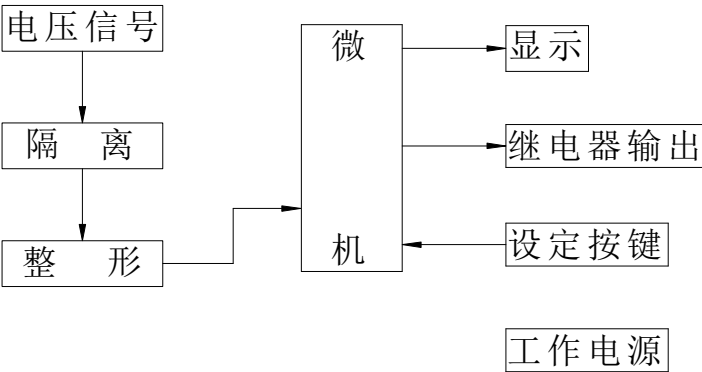 电压信号
隔离
整形
微机
显示
继电器输出
设定按键
工作电源